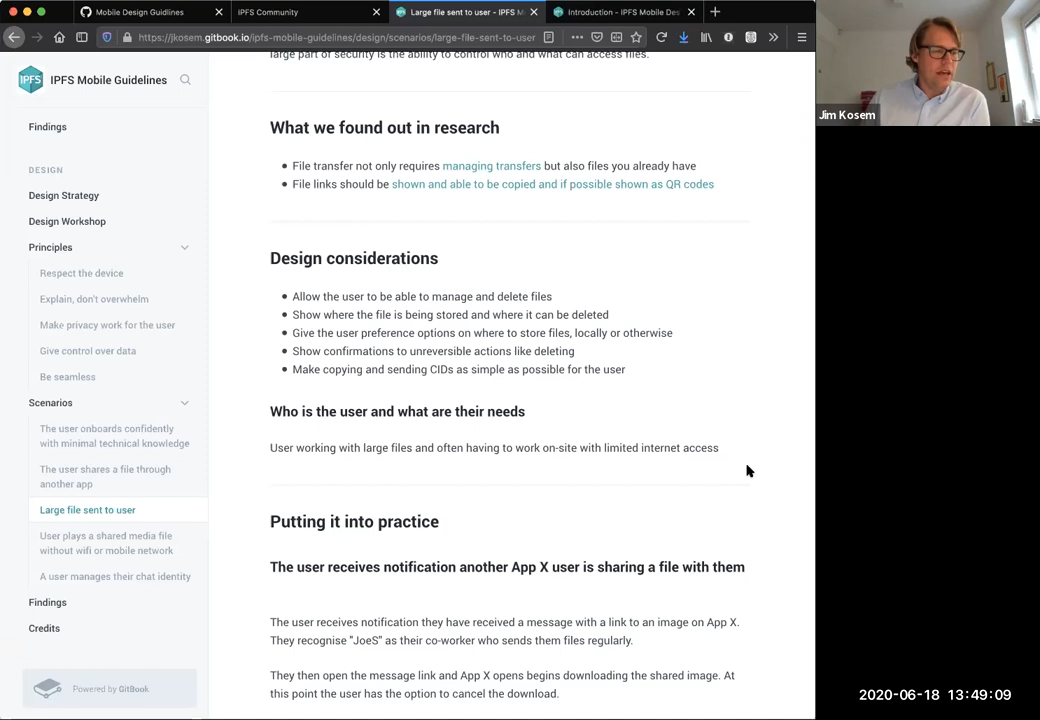 Mobile Design Guidlines
IPFS Community
Large file sent to user - IPFS M
Introduction - IPFS Mobile Des
https://jkosem.gitbook.io/ipfs-mobile-guidelines/design/scenarios/large-file-sent-to-user
IPFS
IPFS Mobile Guidelines
Findings
DESIGN
Design Strategy
Design Workshop
Principles
Respect the device
Explain, don't overwhelm
Make privacy work for the user
Give control over data
Be seamless
Scenarios
The user onboards confidently
with minimal technical knowledge
The user shares a file through
another app
Large file sent to user
User plays a shared media file
without wifi or mobile network
A user manages their chat identity
Findings
Credits
Powered by GitBook
large part of security is the ability to control who and what can access files.
What we found out in research
File transfer not only requires managing transfers but also files you already have
File links should be shown and able to be copied and if possible shown as QR codes
Design considerations
Allow the user to be able to manage and delete files
Show where the file is being stored and where it can be deleted
Give the user preference options on where to store files, locally or otherwise
Show confirmations to unreversible actions like deleting
Make copying and sending CIDs as simple as possible for the user
Who is the user and what are their needs
User working with large files and often having to work on-site with limited internet access
Putting it into practice
The user receives notification another App X user is sharing a file with them
The user receives notification they have received a message with a link to an image on App X.
They recognise "JoeS" as their co-worker who sends them files regularly.
They then open the message link and App X opens begins downloading the shared image. At
this point the user has the option to cancel the download.
Jim Kosem
2020-06-18 13:49:09